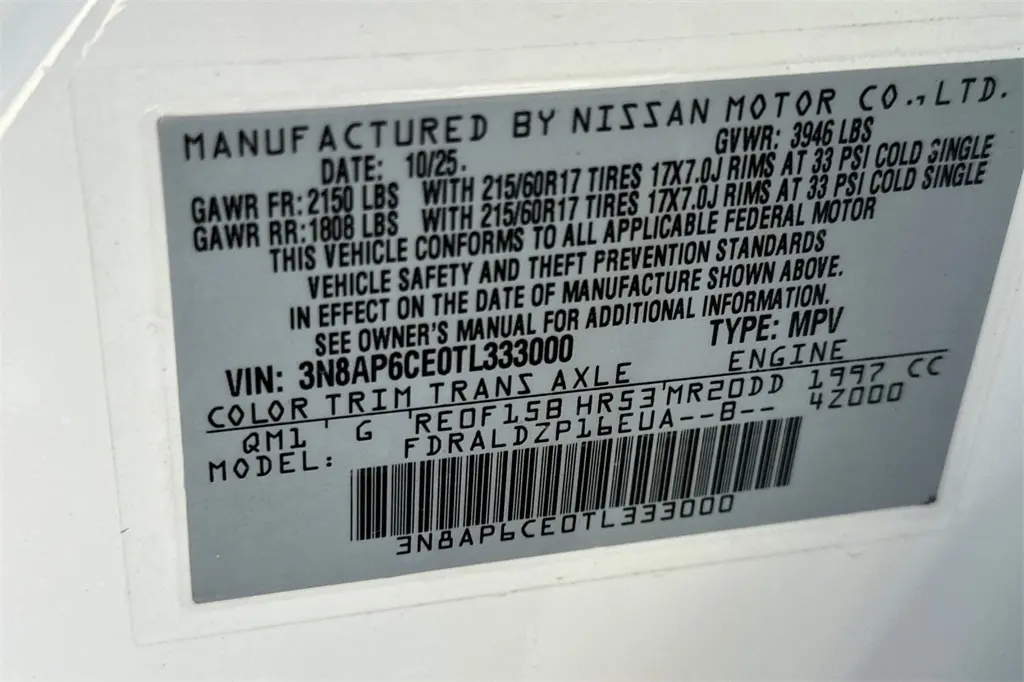 MANUFACTURED BY NISSAN MOTOR CO.,LTD.
DATE: 10/25. GVWR: 3946 LBS
GAWR FR: 2150 LBS WITH 215/60R17 TIRES 17X7.0J RIMS AT 33 PSI COLD SINGLE
GAWR RR: 1808 LBS WITH 215/60R17 TIRES 17X7.0J RIMS AT 33 PSI COLD SINGLE
THIS VEHICLE CONFORMS TO ALL APPLICABLE FEDERAL MOTOR
VEHICLE SAFETY AND THEFT PREVENTION STANDARDS
IN EFFECT ON THE DATE OF MANUFACTURE SHOWN ABOVE.
SEE OWNER'S MANUAL FOR ADDITIONAL INFORMATION.
VIN: 3N8AP6CE0TL333000 TYPE: MPV
COLOR TRIM TRANS AXLE ENGINE
QM1 ' G 'RE0F15B HR53'MR20DD 1997 CC
MODEL: FDRALDZP16EUA--B-- 4Z000
3N8AP6CE0TL333000